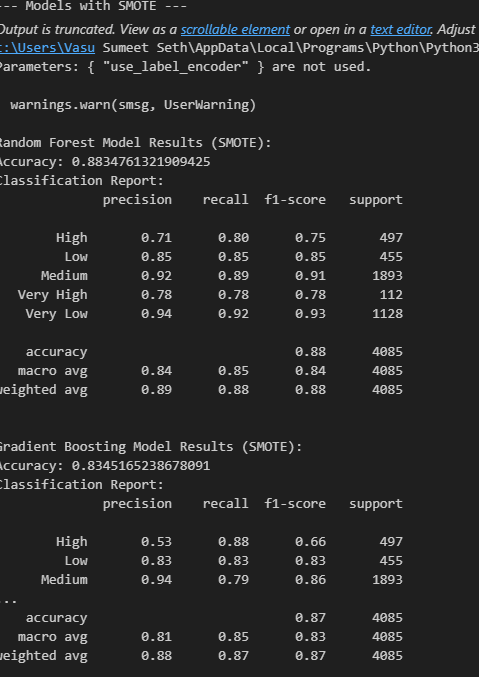 --- Models with SMOTE ---
Output is truncated. View as a scrollable element or open in a text editor. Adjust
c:\Users\Vasu Sumeet Seth\AppData\Local\Programs\Python\Python3
Parameters: { "use_label_encoder" } are not used.
warnings.warn(smsg, UserWarning)
Random Forest Model Results (SMOTE):
Accuracy: 0.8834761321909425
Classification Report:
precision recall f1-score support
High 0.71 0.80 0.75 497
Low 0.85 0.85 0.85 455
Medium 0.92 0.89 0.91 1893
Very High 0.78 0.78 0.78 112
Very Low 0.94 0.92 0.93 1128
accuracy 0.88 4085
macro avg 0.84 0.85 0.84 4085
weighted avg 0.89 0.88 0.88 4085
Gradient Boosting Model Results (SMOTE):
Accuracy: 0.8345165238678091
Classification Report:
precision recall f1-score support
High 0.53 0.88 0.66 497
Low 0.83 0.83 0.83 455
Medium 0.94 0.79 0.86 1893
...
accuracy 0.87 4085
macro avg 0.81 0.85 0.83 4085
weighted avg 0.88 0.87 0.87 4085